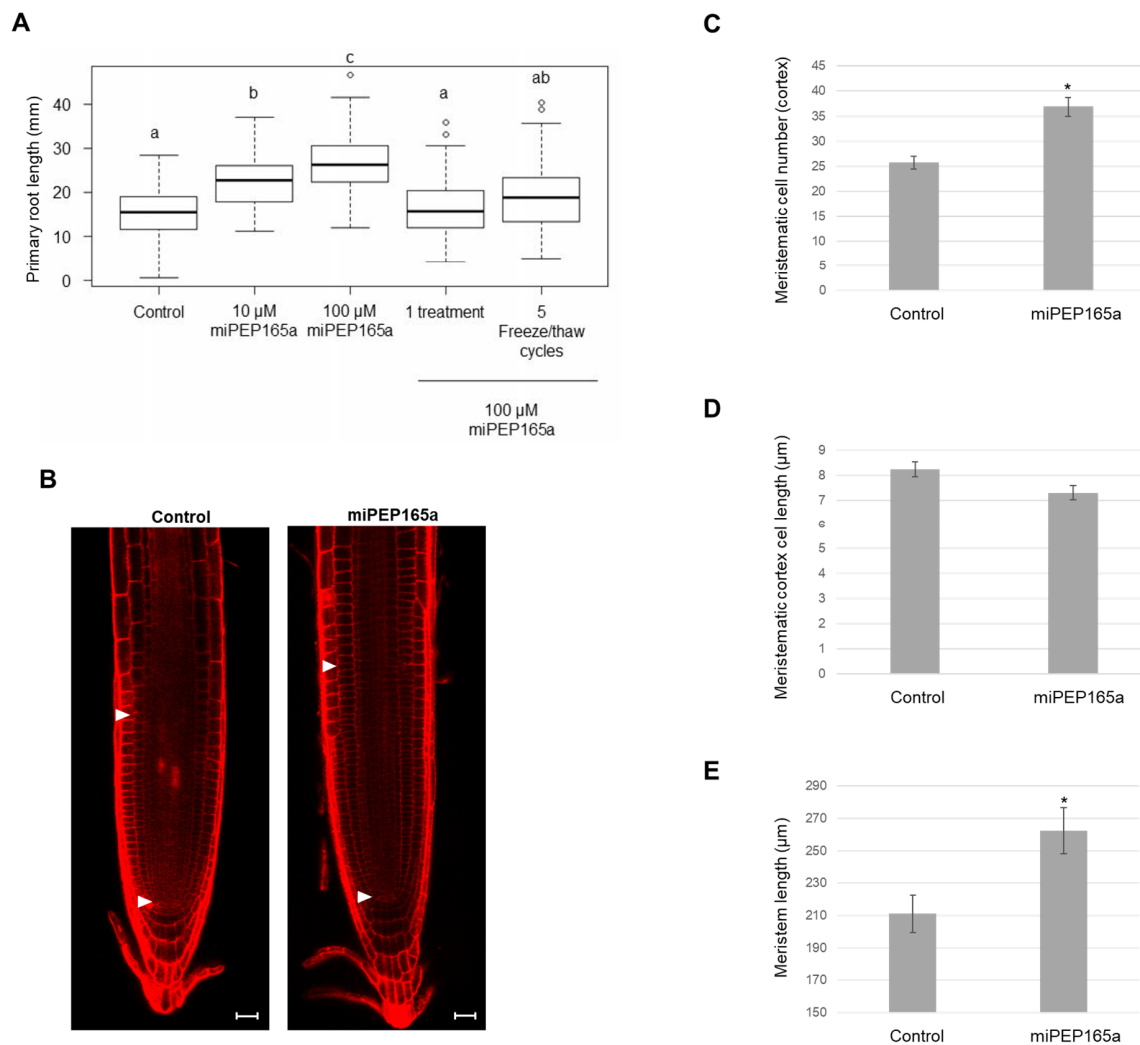 A
Primary root length (mm)
40
30
20
10
0
a
b
c
a
ab
Control
10 µM
miPEP165a
100 µM
miPEP165a
1 treatment
5
Freeze/thaw
cycles
100 µM
miPEP165a
B
Control
miPEP165a
C
Meristematic cell number (cortex)
45
40
35
30
25
20
15
10
5
0
*
Control
miPEP165a
D
Meristematic cortex cel length (µm)
9
8
7
6
5
4
3
2
1
0
Control
miPEP165a
E
Meristem length (µm)
290
270
250
230
210
190
170
150
*
Control
miPEP165a